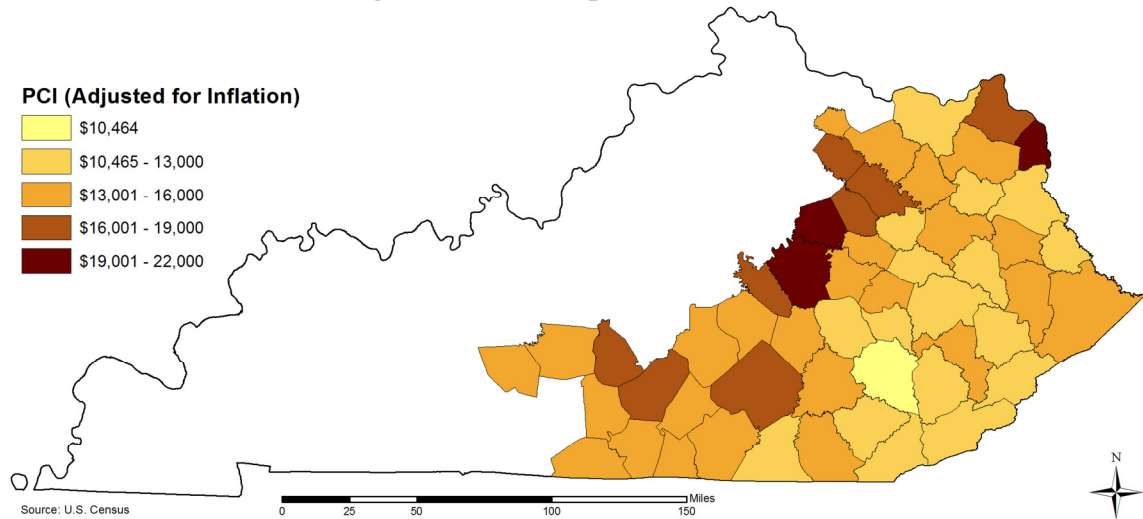 PCI (Adjusted for Inflation)
$10,464
$10,465 - 13,000
$13,001 - 16,000
$16,001 - 19,000
$19,001 - 22,000
N
Source: U.S. Census
Miles
0 25 50 100 150